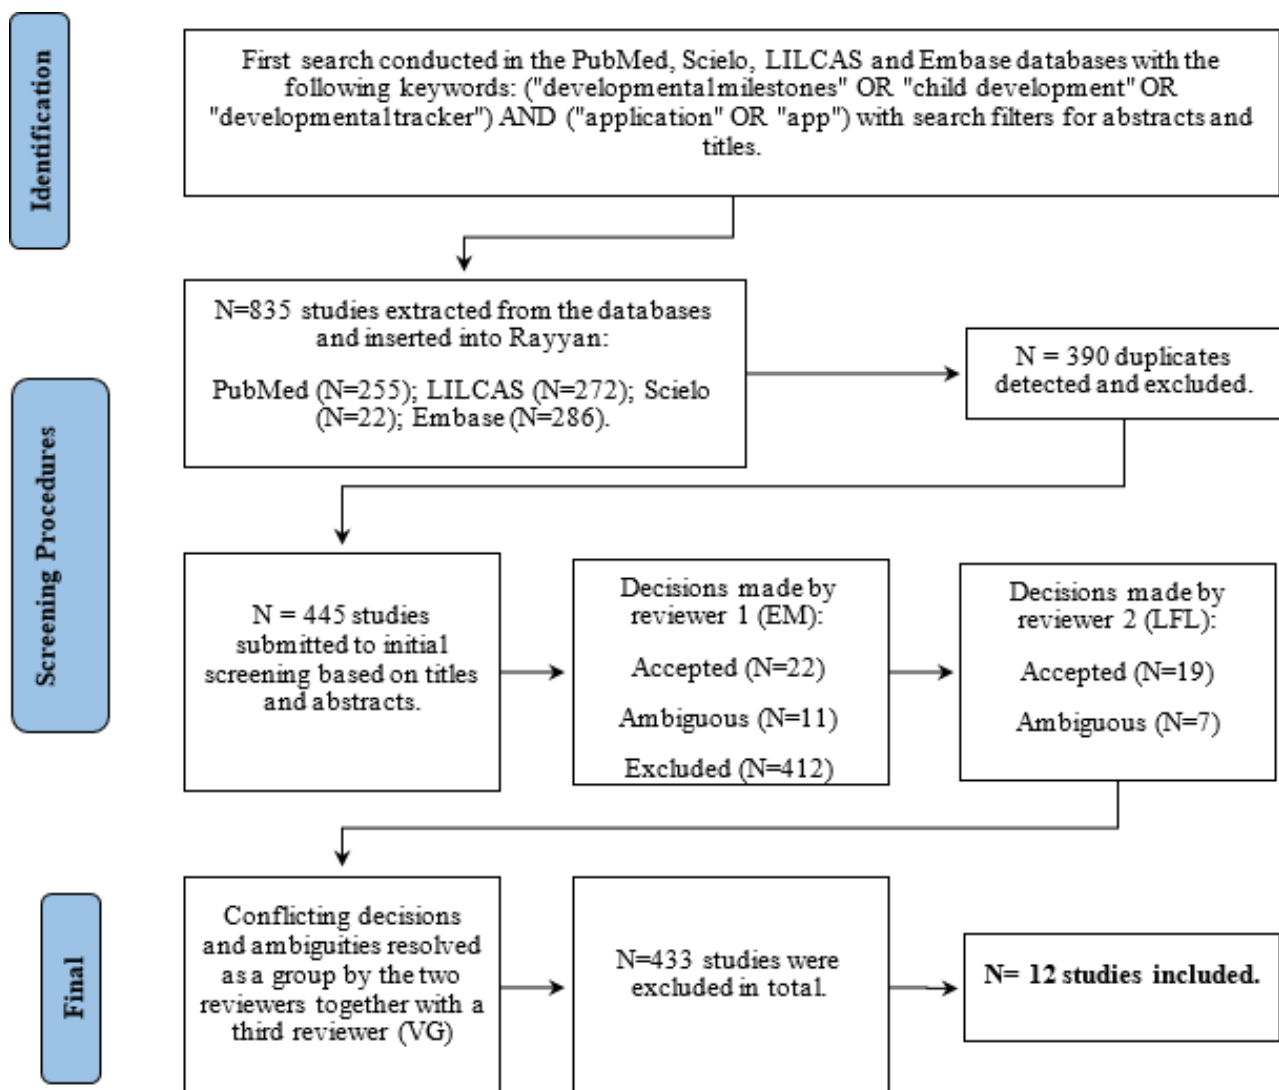 Identification
First search conducted in the PubMed, Scielo, LILCAS and Embase databases with the
following keywords: ("developmental milestones" OR "child development" OR
"developmental tracker") AND ("application" OR "app") with search filters for abstracts and
titles.
N=835 studies extracted from the databases
and inserted into Rayyan:
PubMed (N=255); LILCAS (N=272); Scielo
(N=22); Embase (N=286).
N = 390 duplicates
detected and excluded.
Screening Procedures
N = 445 studies
submitted to initial
screening based on titles
and abstracts.
Decisions made by
reviewer 1 (EM):
Accepted (N=22)
Ambiguous (N=11)
Excluded (N=412)
Decisions made by
reviewer 2 (LFL):
Accepted (N=19)
Ambiguous (N=7)
Final
Conflicting decisions
and ambiguities resolved
as a group by the two
reviewers together with a
third reviewer (VG)
N=433 studies were
excluded in total.
N= 12 studies included.